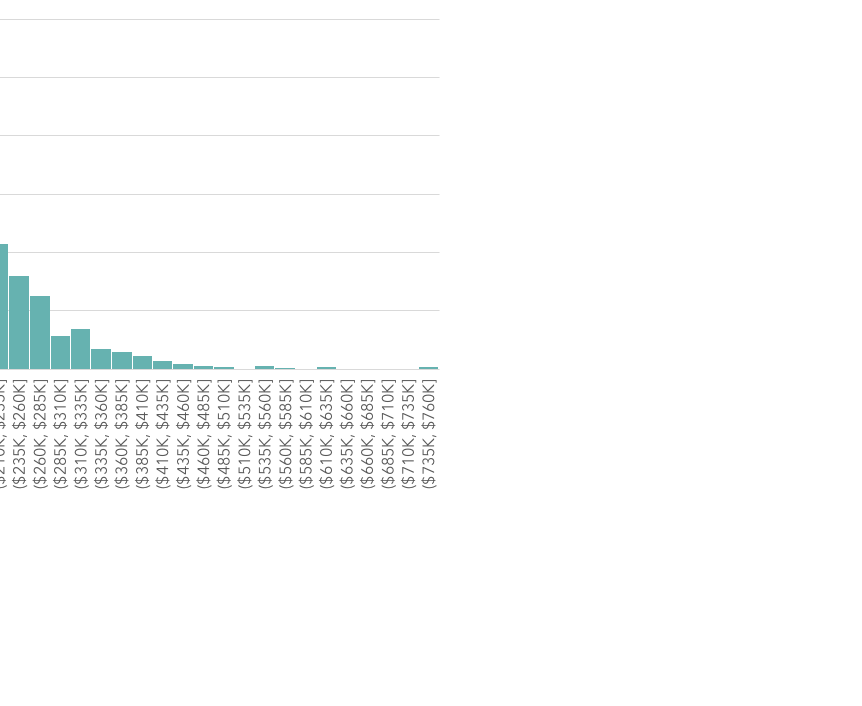 ($235K, $260K]
($260K, $285K]
($285K, $310K]
($310K, $335K]
($335K, $360K]
($360K, $385K]
($385K, $410K]
($410K, $435K]
($435K, $460K]
($460K, $485K]
($485K, $510K]
($510K, $535K]
($535K, $560K]
($560K, $585K]
($585K, $610K]
($610K, $635K]
($635K, $660K]
($660K, $685K]
($685K, $710K]
($710K, $735K]
($735K, $760K]